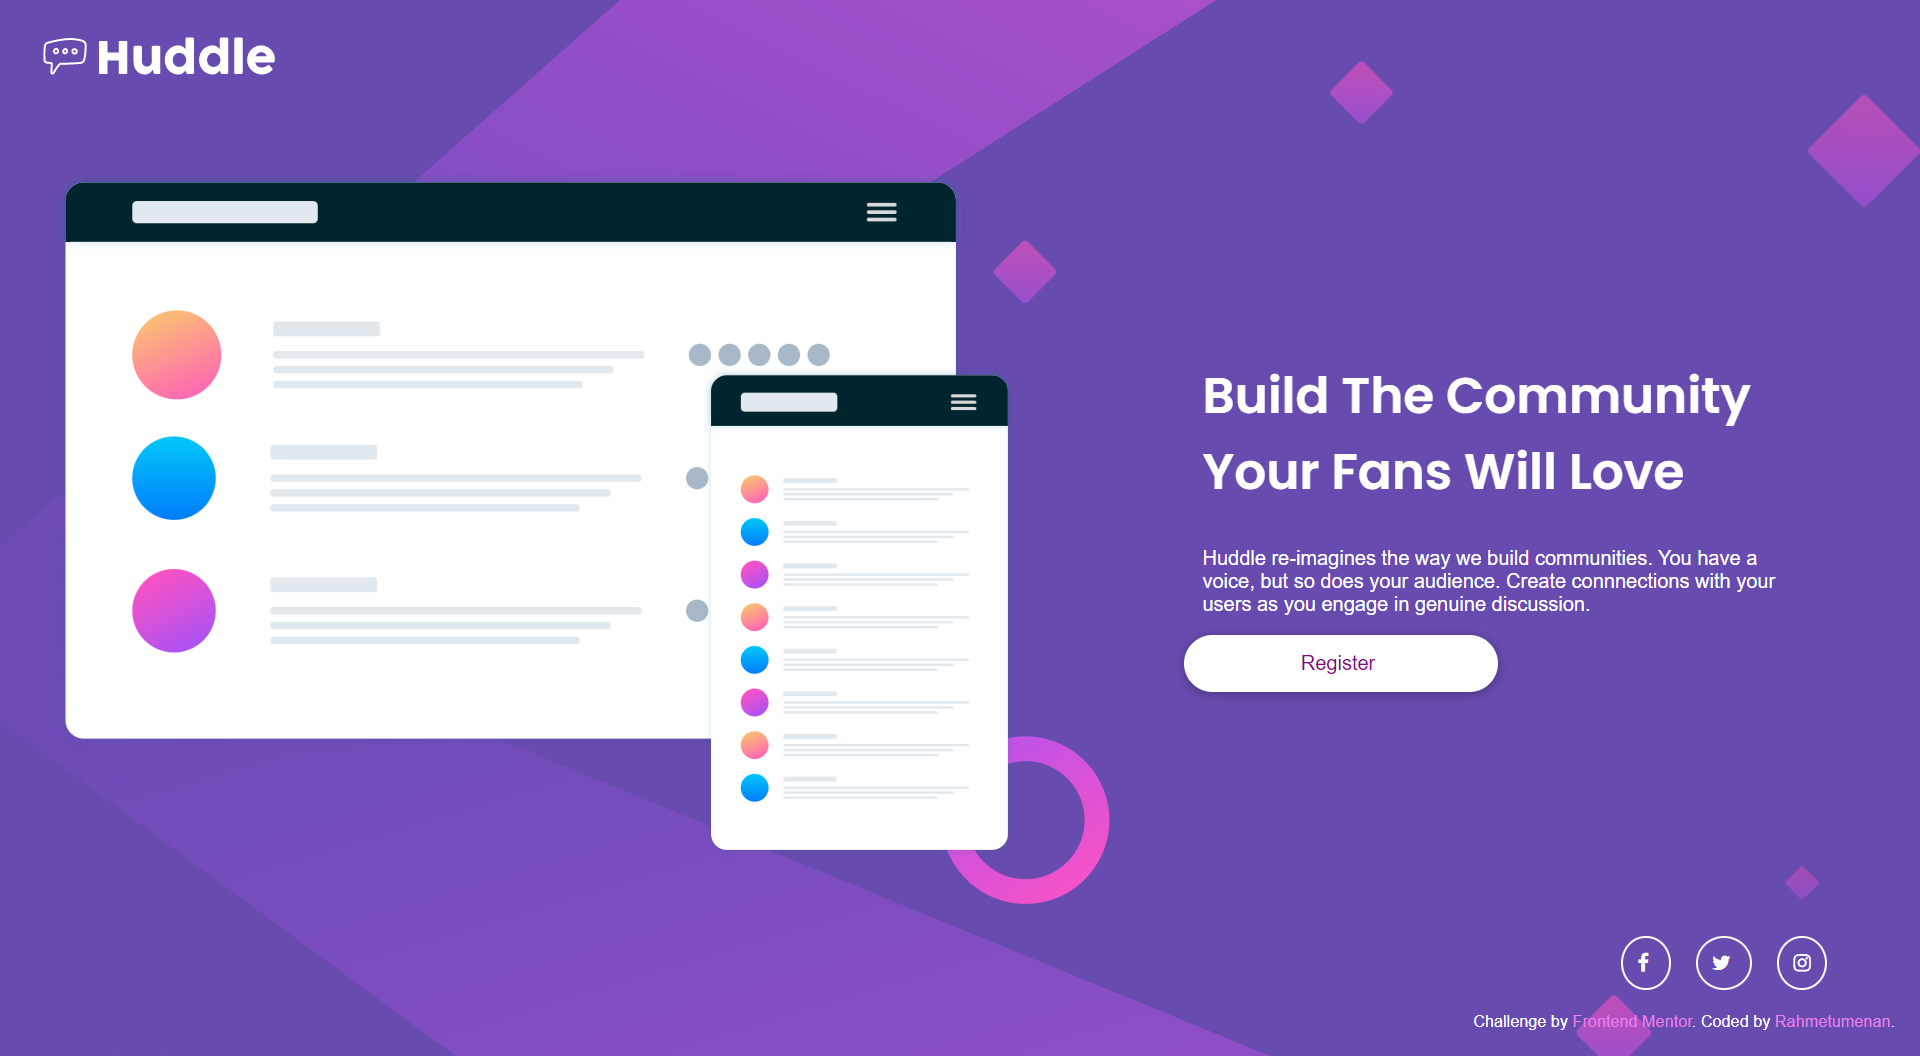 Huddle
Build The Community
Your Fans Will Love
Huddle re-imagines the way we build communities. You have a
voice, but so does your audience. Create connnections with your
users as you engage in genuine discussion.
Register
Challenge by Frontend Mentor. Coded by Rahmetumenan.